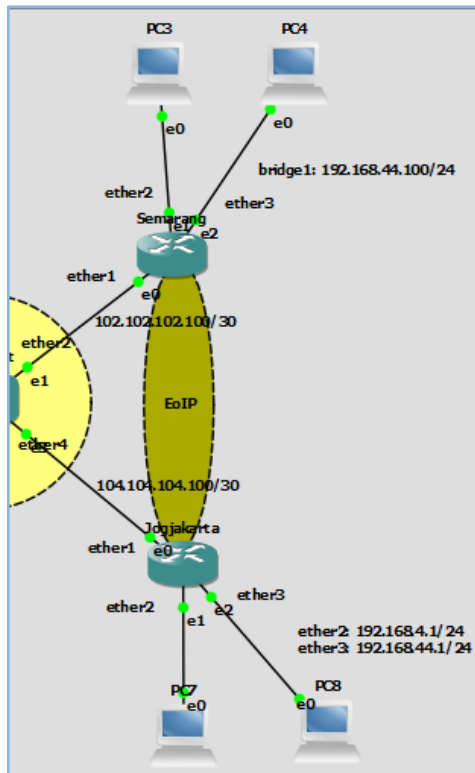 PC3
PC4
e0
e0
bridge1: 192.168.44.100/24
ether2
ether3
Semarang
e1
e2
ether1
e0
102.102.102.100/30
ether2
t
e1
EoIP
ether4
104.104.104.100/30
Jogjakarta
ether1
e0
ether2
ether3
e1
e2
ether2: 192.168.4.1/24
ether3: 192.168.44.1/24
PC7
PC8
e0
e0